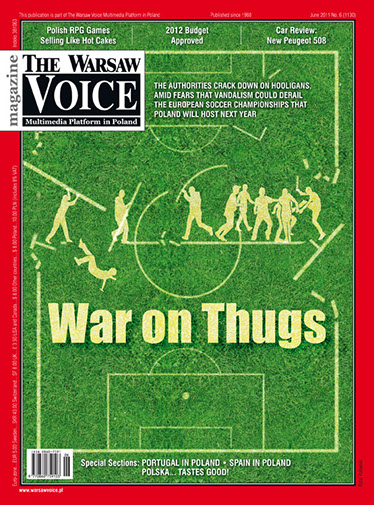 This publication is part of The Warsaw Voice Multimedia Platform in Poland
Published since 1988
June 2011 No. 6 (1130)
Polish RPG Games
Selling Like Hot Cakes
2012 Budget
Approved
Car Review:
New Peugeot 508
magazine
THE WARSAW
VOICE
Multimedia Platform in Poland
THE AUTHORITIES CRACK DOWN ON HOOLIGANS,
AMID FEARS THAT VANDALISM COULD DERAIL
THE EUROPEAN SOCCER CHAMPIONSHIPS THAT
POLAND WILL HOST NEXT YEAR
War on Thugs
Special Sections: PORTUGAL IN POLAND • SPAIN IN POLAND
POLSKA... TASTES GOOD!
www.warsawvoice.pl